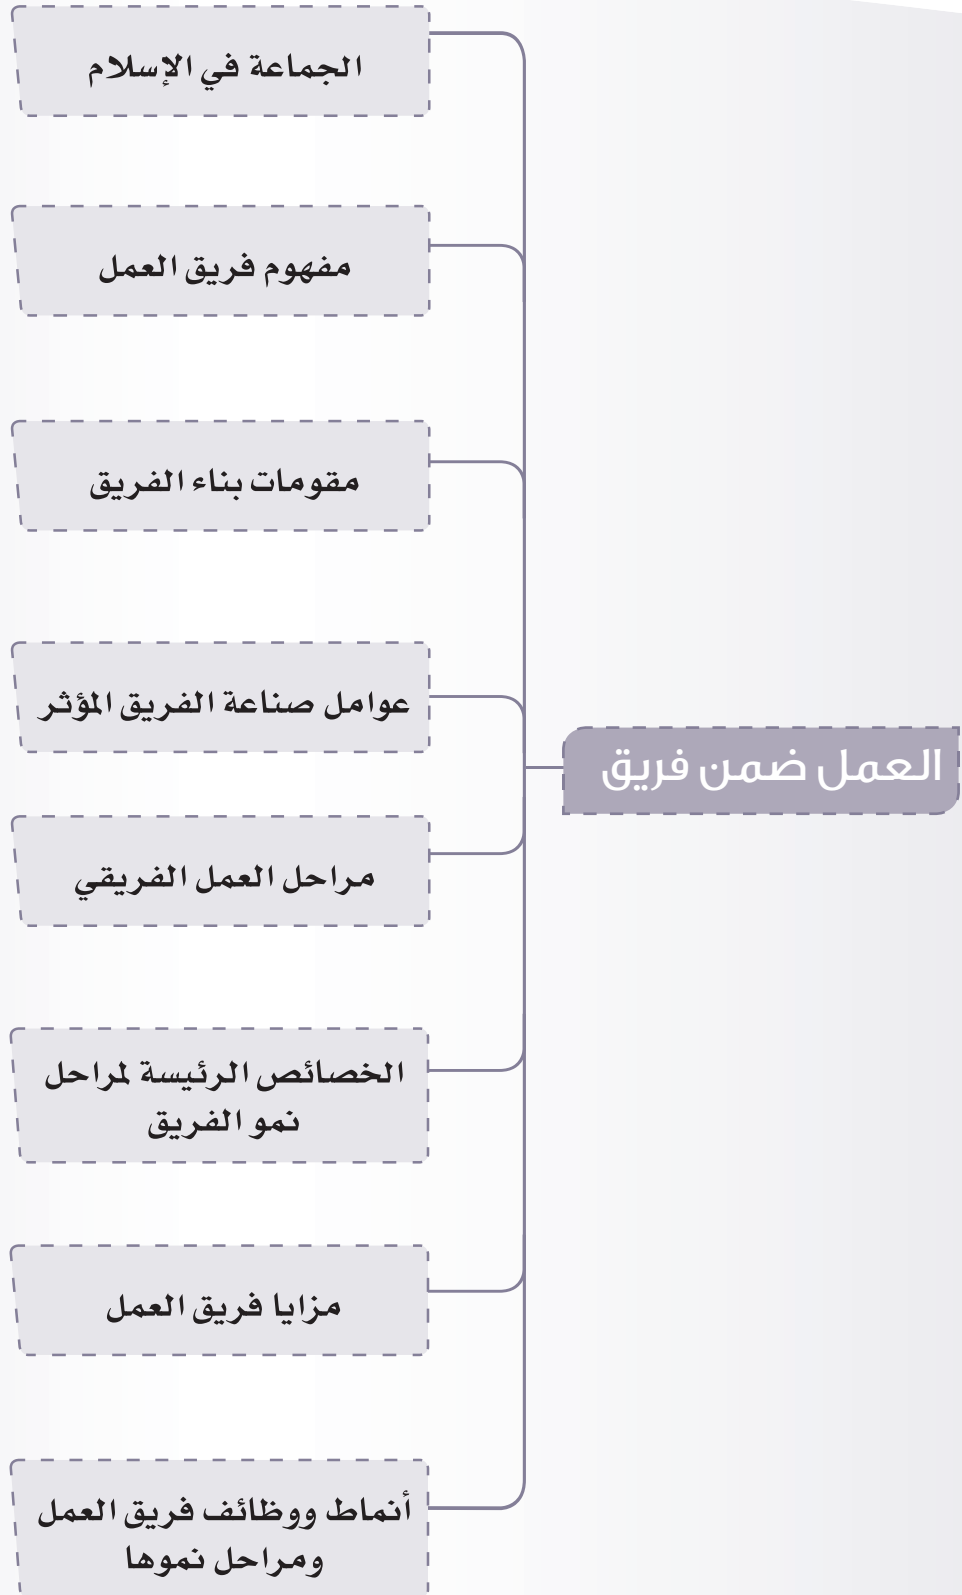 العمل ضمن فريق
الجماعة في الإسلام
مفهوم فريق العمل
مقومات بناء الفريق
عوامل صناعة الفريق المؤثر
مراحل العمل الفريقي
الخصائص الرئيسة لمراحل
نمو الفريق
مزايا فريق العمل
أنماط ووظائف فريق العمل
ومراحل نموها